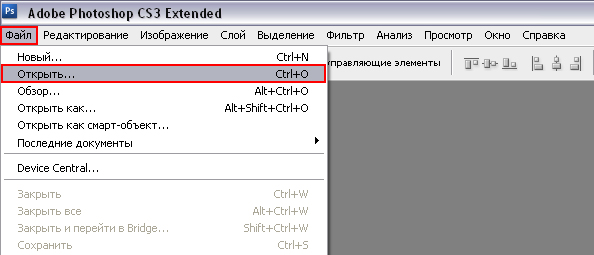 Ps Adobe Photoshop CS3 Extended
Файл Редактирование Изображение Слой Выделение Фильтр Анализ Просмотр Окно Справка
Новый... Ctrl+N
Открыть... Ctrl+O
управляющие элементы
Обзор... Alt+Ctrl+O
Открыть как... Alt+Shift+Ctrl+O
Открыть как смарт-объект...
Последние документы
Device Central...
Закрыть Ctrl+W
Закрыть все Alt+Ctrl+W
Закрыть и перейти в Bridge... Shift+Ctrl+W
Сохранить Ctrl+S